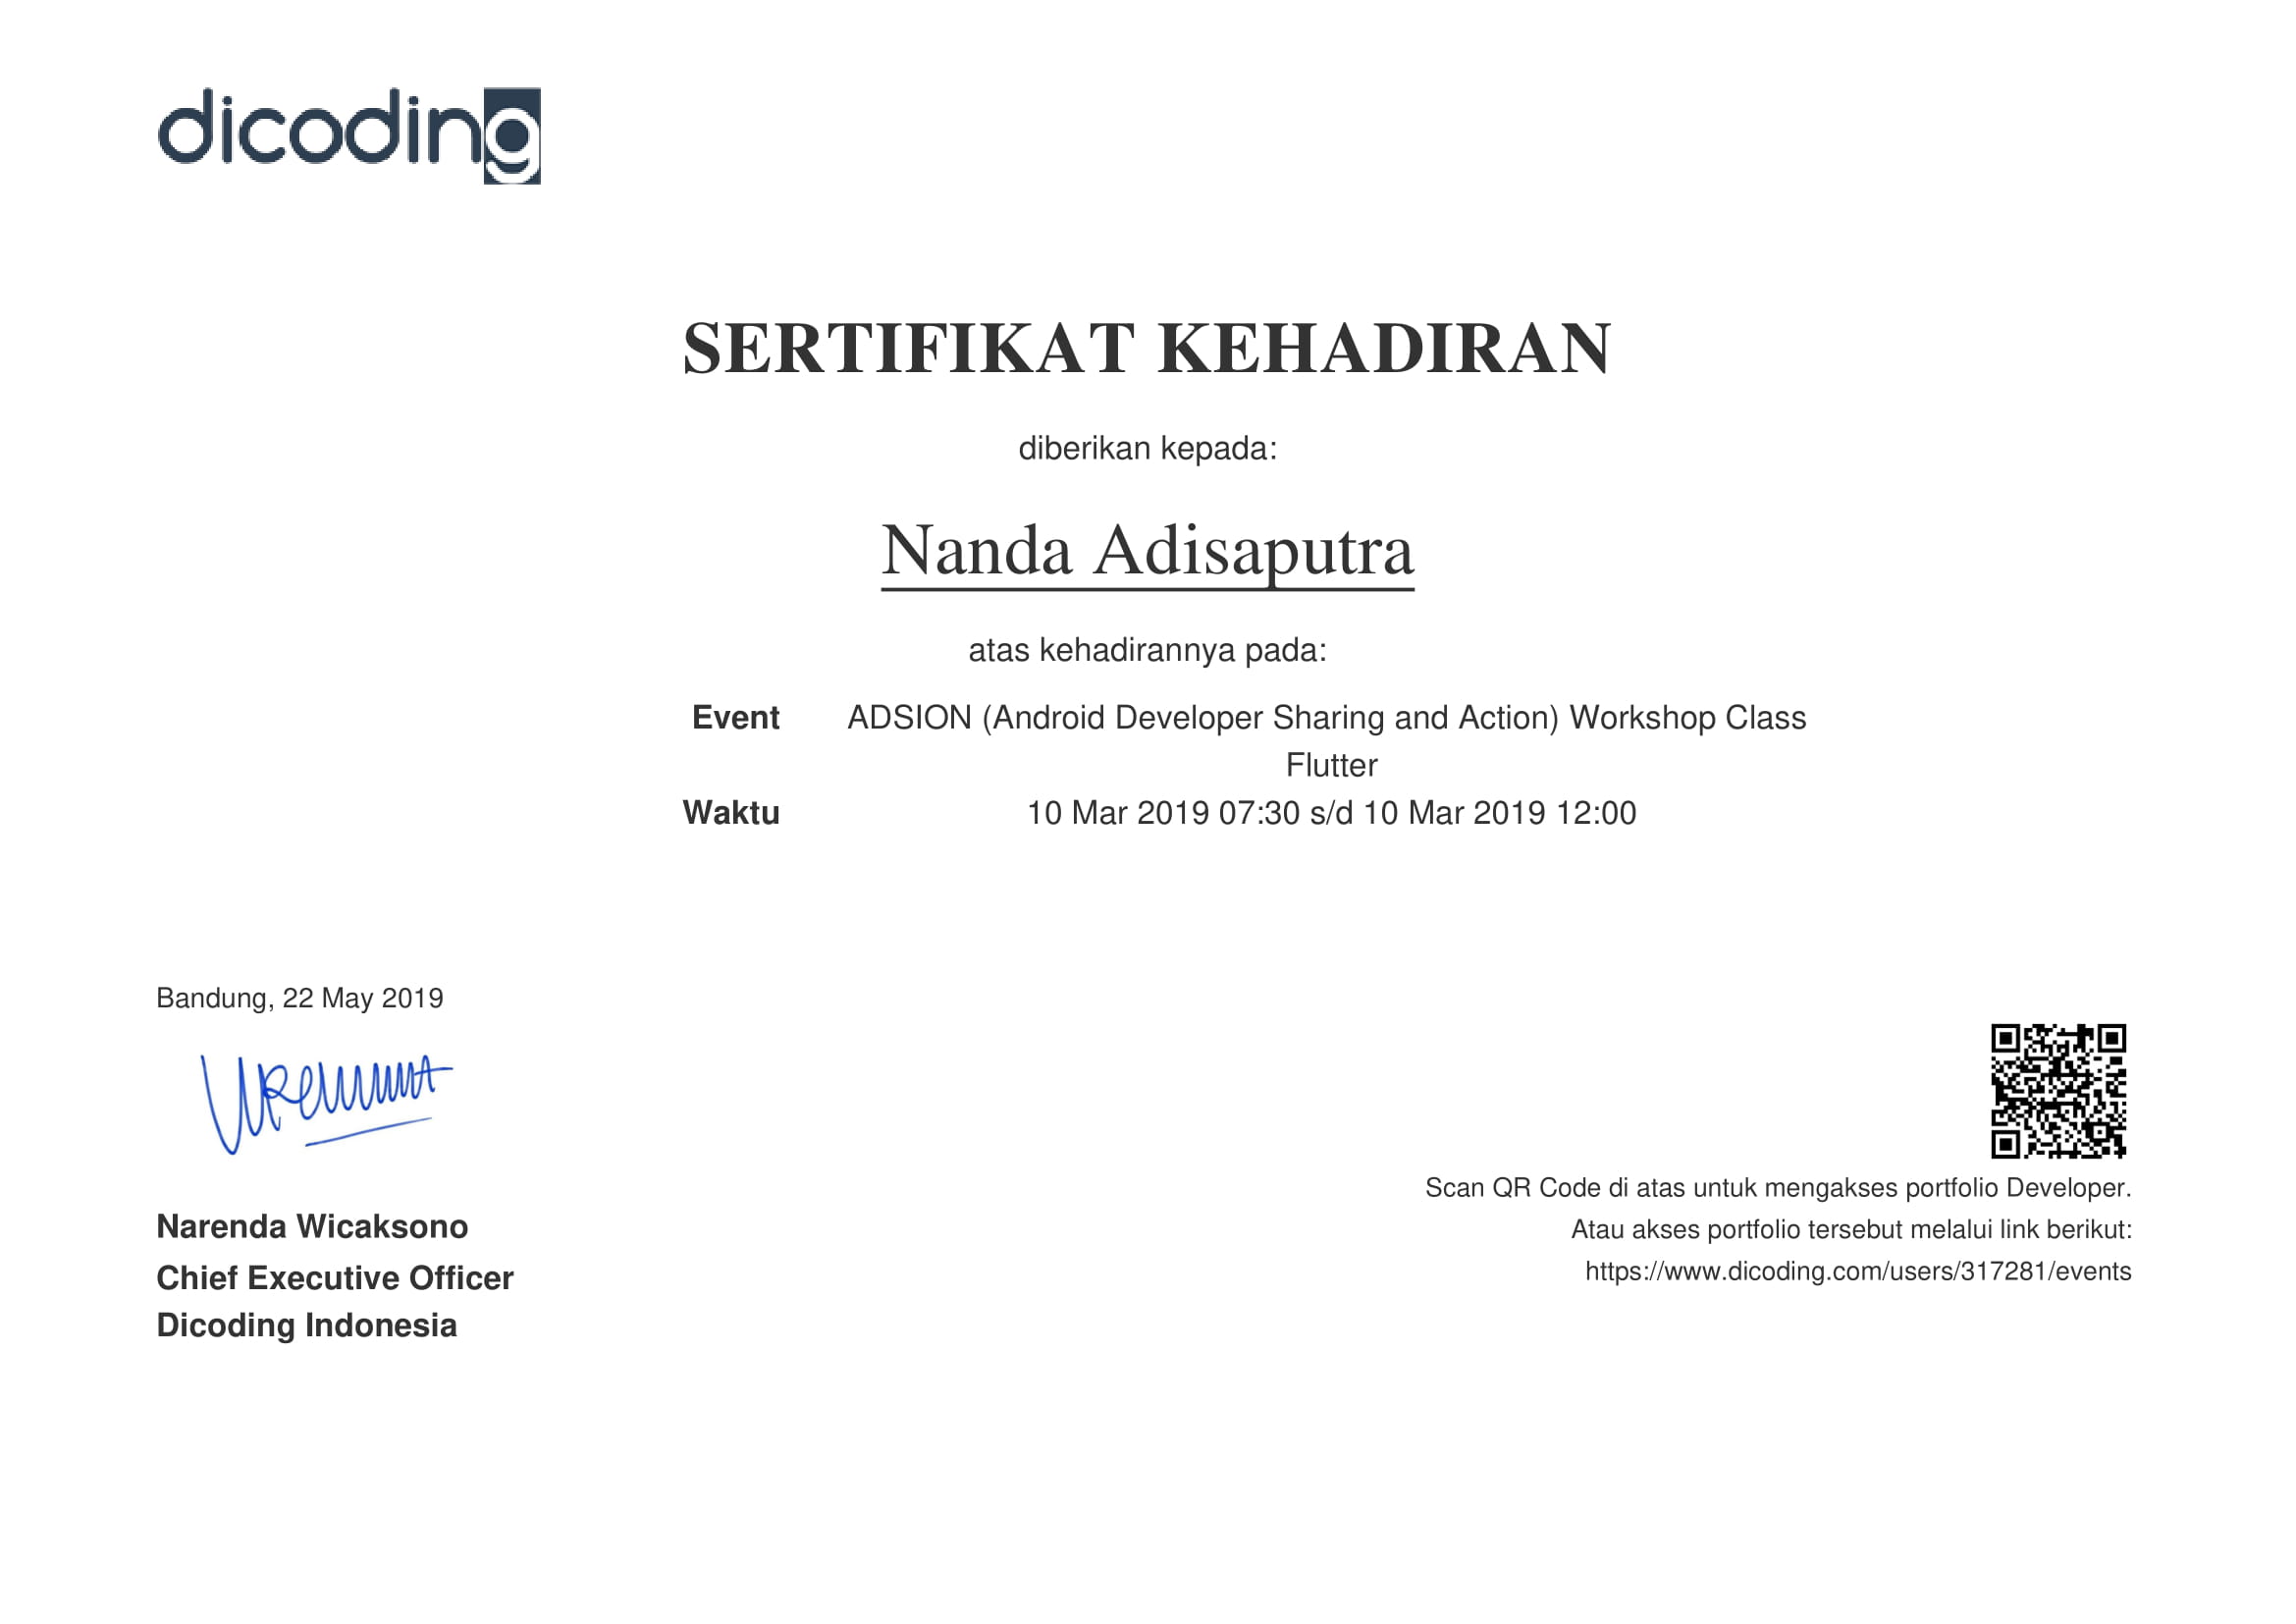 dicoding
SERTIFIKAT KEHADIRAN
diberikan kepada:
Nanda Adisaputra
atas kehadirannya pada:
Event ADSION (Android Developer Sharing and Action) Workshop Class
Flutter
Waktu 10 Mar 2019 07:30 s/d 10 Mar 2019 12:00
Bandung, 22 May 2019
Narenda Wicaksono
Chief Executive Officer
Dicoding Indonesia
Scan QR Code di atas untuk mengakses portfolio Developer.
Atau akses portfolio tersebut melalui link berikut:
https://www.dicoding.com/users/317281/events